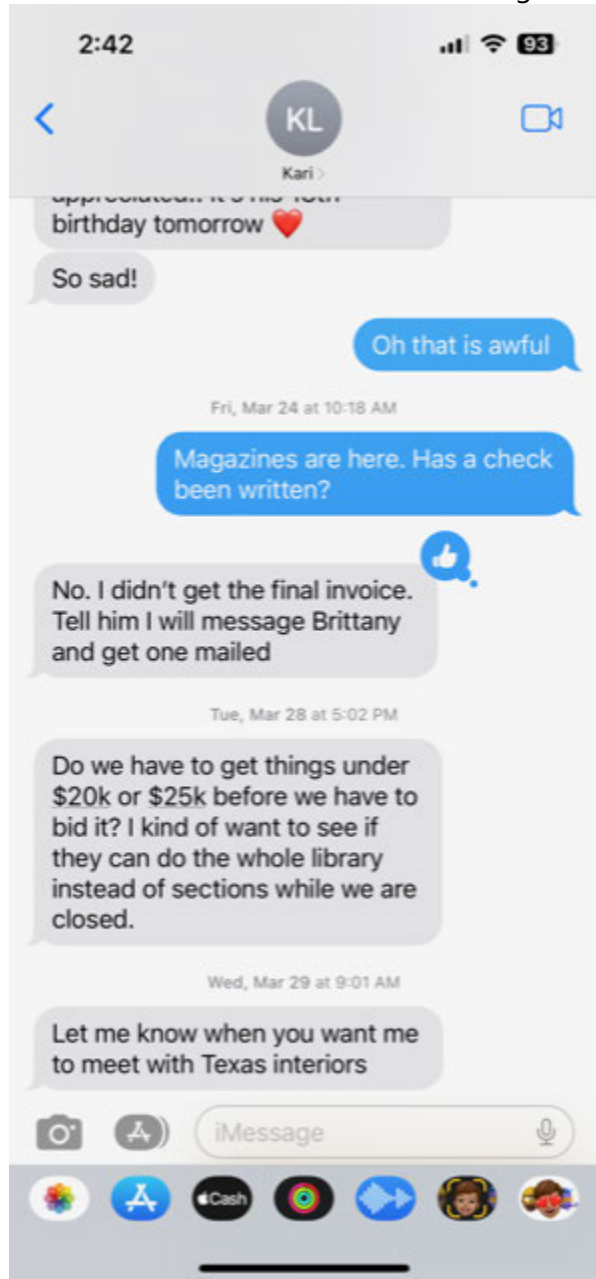 2:42
93
KL
Kari
birthday tomorrow ❤️
So sad!
Oh that is awful
Fri, Mar 24 at 10:18 AM
Magazines are here. Has a check
been written?
No. I didn't get the final invoice.
Tell him I will message Brittany
and get one mailed
Tue, Mar 28 at 5:02 PM
Do we have to get things under
$20k or $25k before we have to
bid it? I kind of want to see if
they can do the whole library
instead of sections while we are
closed.
Wed, Mar 29 at 9:01 AM
Let me know when you want me
to meet with Texas interiors
iMessage
Cash